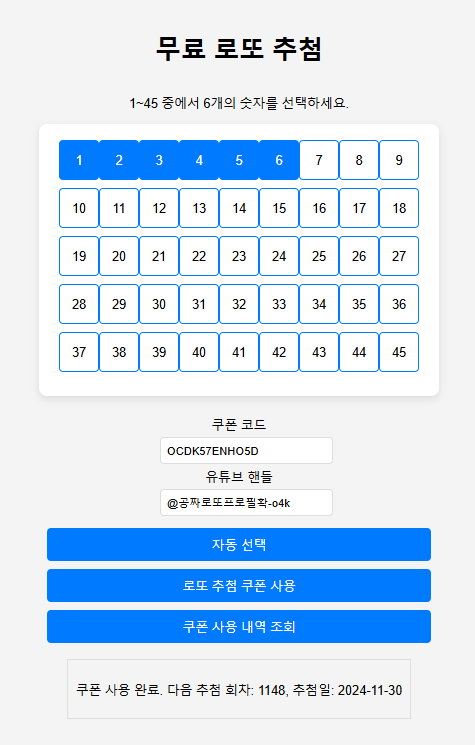 무료 로또 추첨
1~45 중에서 6개의 숫자를 선택하세요.
1 2 3 4 5 6 7 8 9
10 11 12 13 14 15 16 17 18
19 20 21 22 23 24 25 26 27
28 29 30 31 32 33 34 35 36
37 38 39 40 41 42 43 44 45
쿠폰 코드
OCDK57ENHO5D
유튜브 핸들
@공짜로또프로필확-o4k
자동 선택
로또 추첨 쿠폰 사용
쿠폰 사용 내역 조회
쿠폰 사용 완료. 다음 추첨 회차: 1148, 추첨일: 2024-11-30